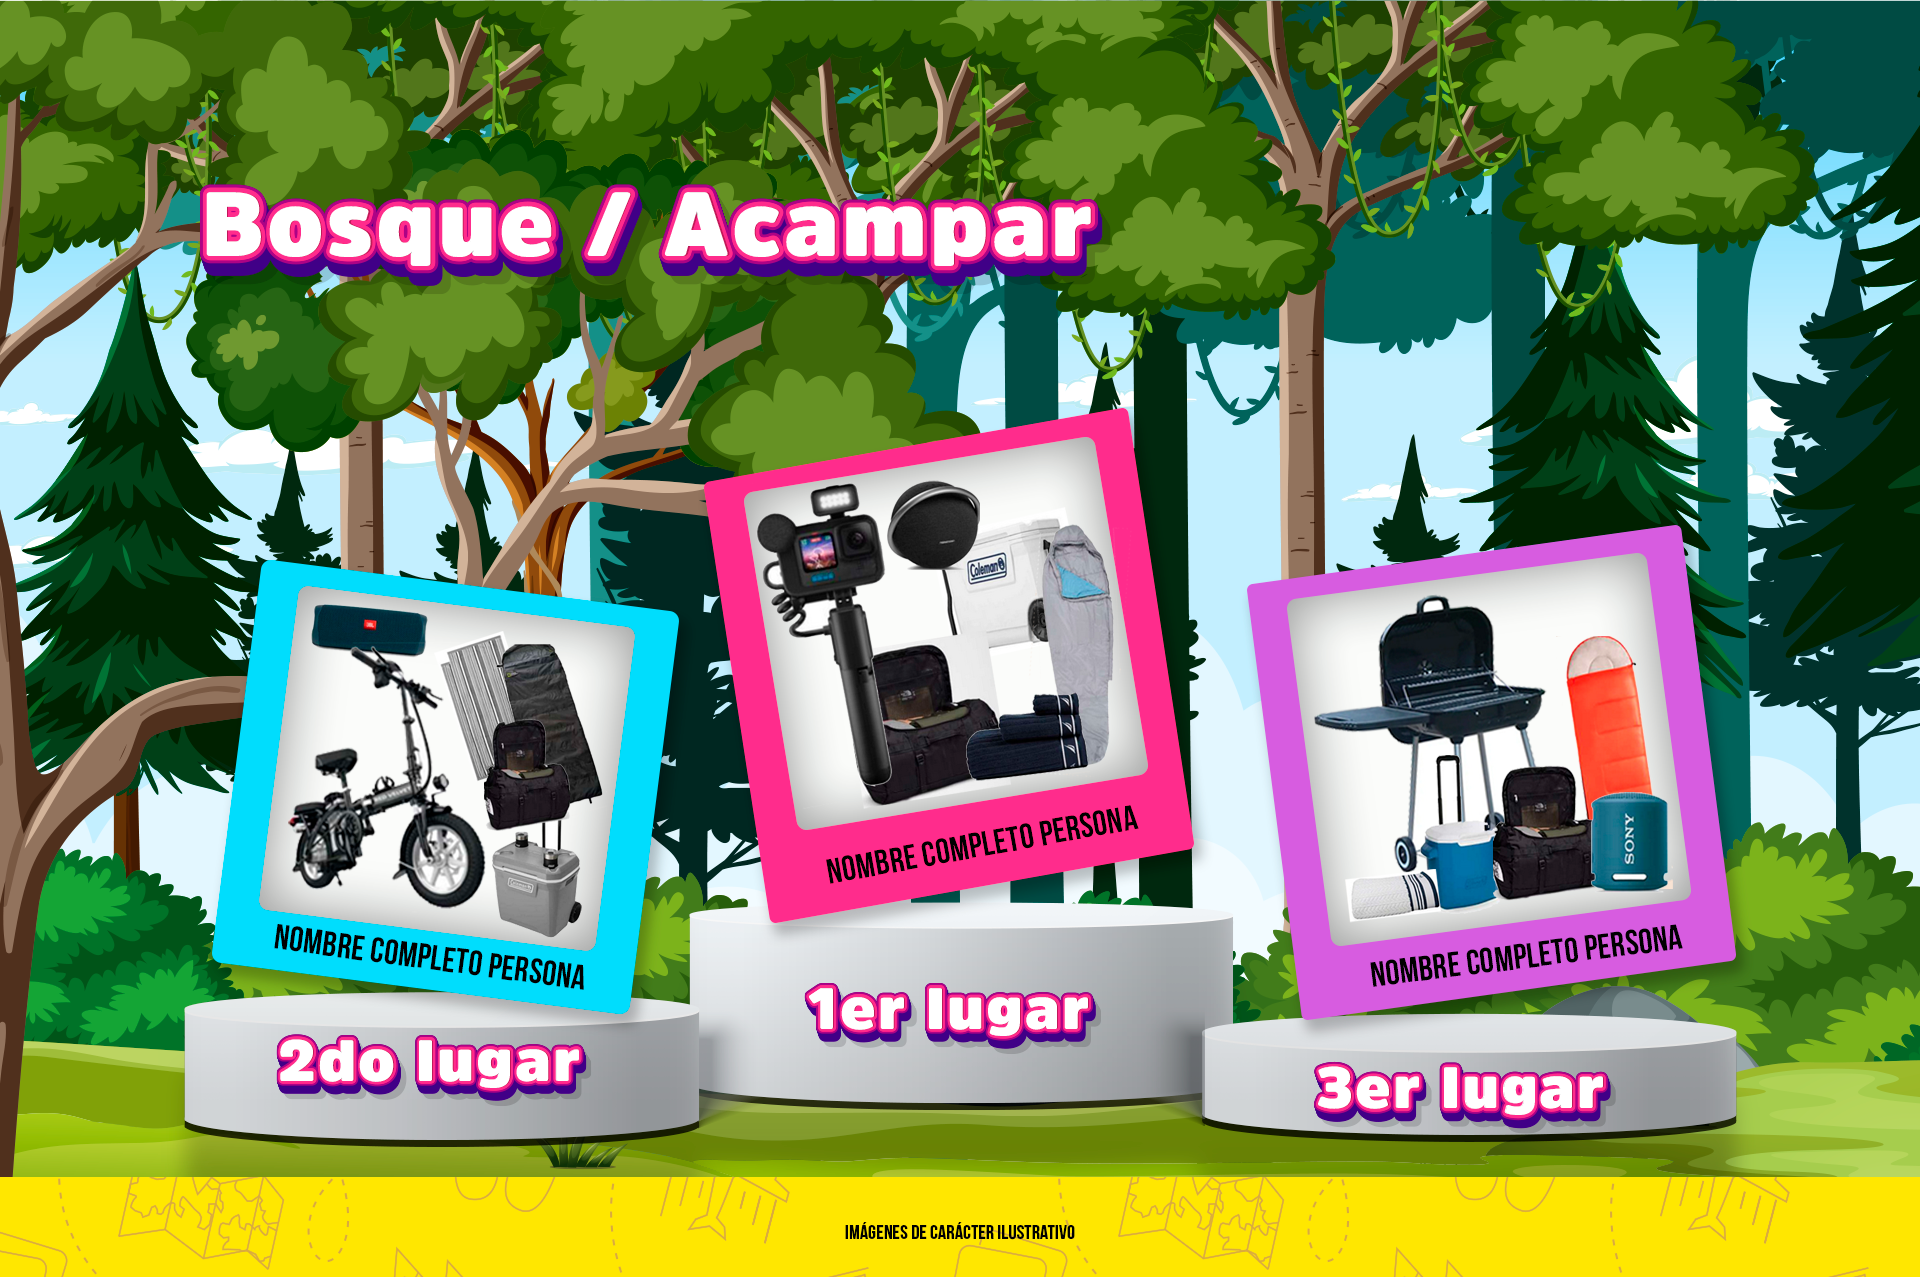 Bosque / Acampar
JBL
Coleman
NOMBRE COMPLETO PERSONA
2do lugar
Coleman
NOMBRE COMPLETO PERSONA
1er lugar
SONY
NOMBRE COMPLETO PERSONA
3er lugar
IMÁGENES DE CARÁCTER ILUSTRATIVO